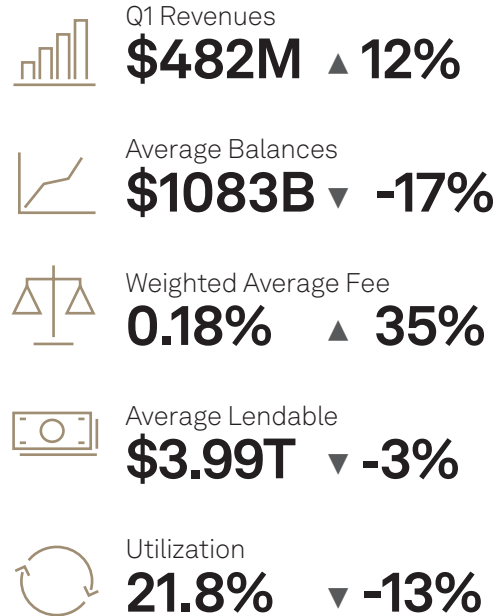 Q1 Revenues
$482M ▲ 12%
Average Balances
$1083B ▼ -17%
Weighted Average Fee
0.18% ▲ 35%
Average Lendable
$3.99T ▼ -3%
Utilization
21.8% ▼ -13%